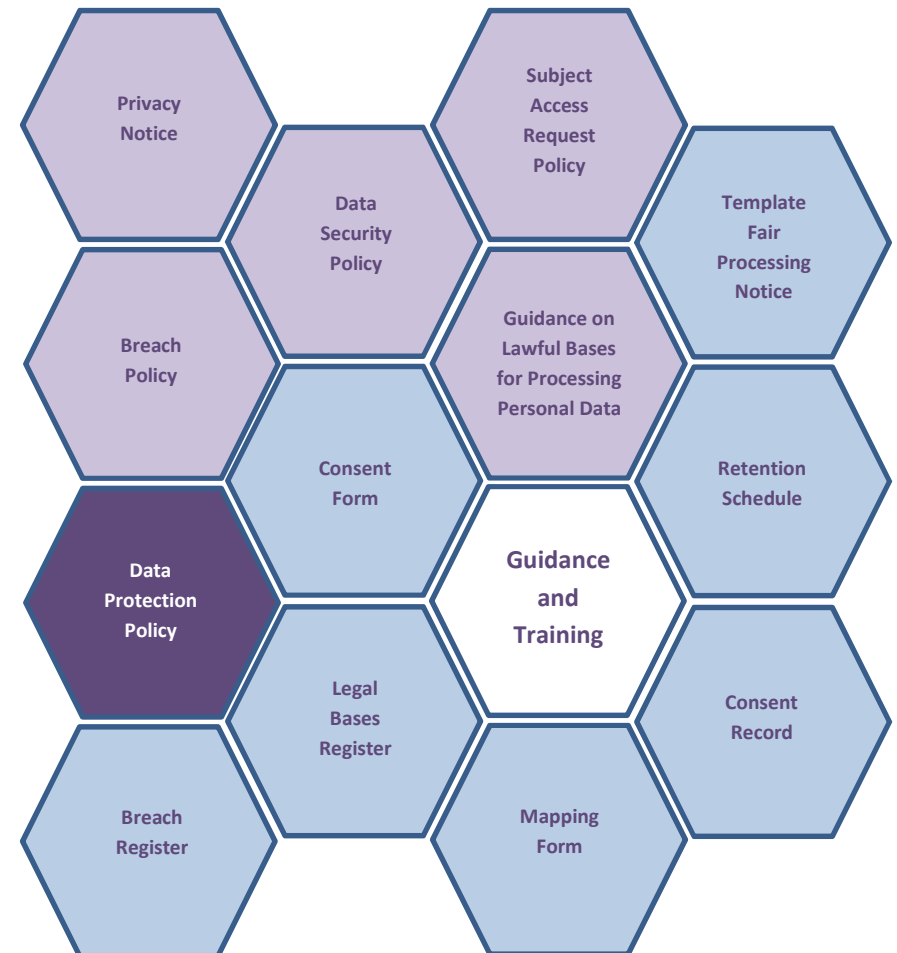 Privacy
Notice
Subject
Access
Request
Policy
Data
Security
Policy
Template
Fair
Processing
Notice
Breach
Policy
Guidance on
Lawful Bases
for Processing
Personal Data
Consent
Form
Retention
Schedule
Data
Protection
Policy
Guidance
and
Training
Legal
Bases
Register
Consent
Record
Breach
Register
Mapping
Form